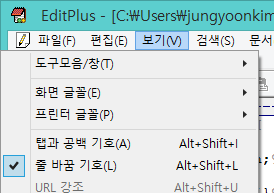 EditPlus - [C:₩Users₩jungyoonkim
파일(F) 편집(E) 보기(V) 검색(S) 문서
도구모음/창(T)
화면 글꼴(E)
프린터 글꼴(P)
탭과 공백 기호(A) Alt+Shift+I
줄 바꿈 기호(L) Alt+Shift+L
URL 강조 Alt+Shift+U